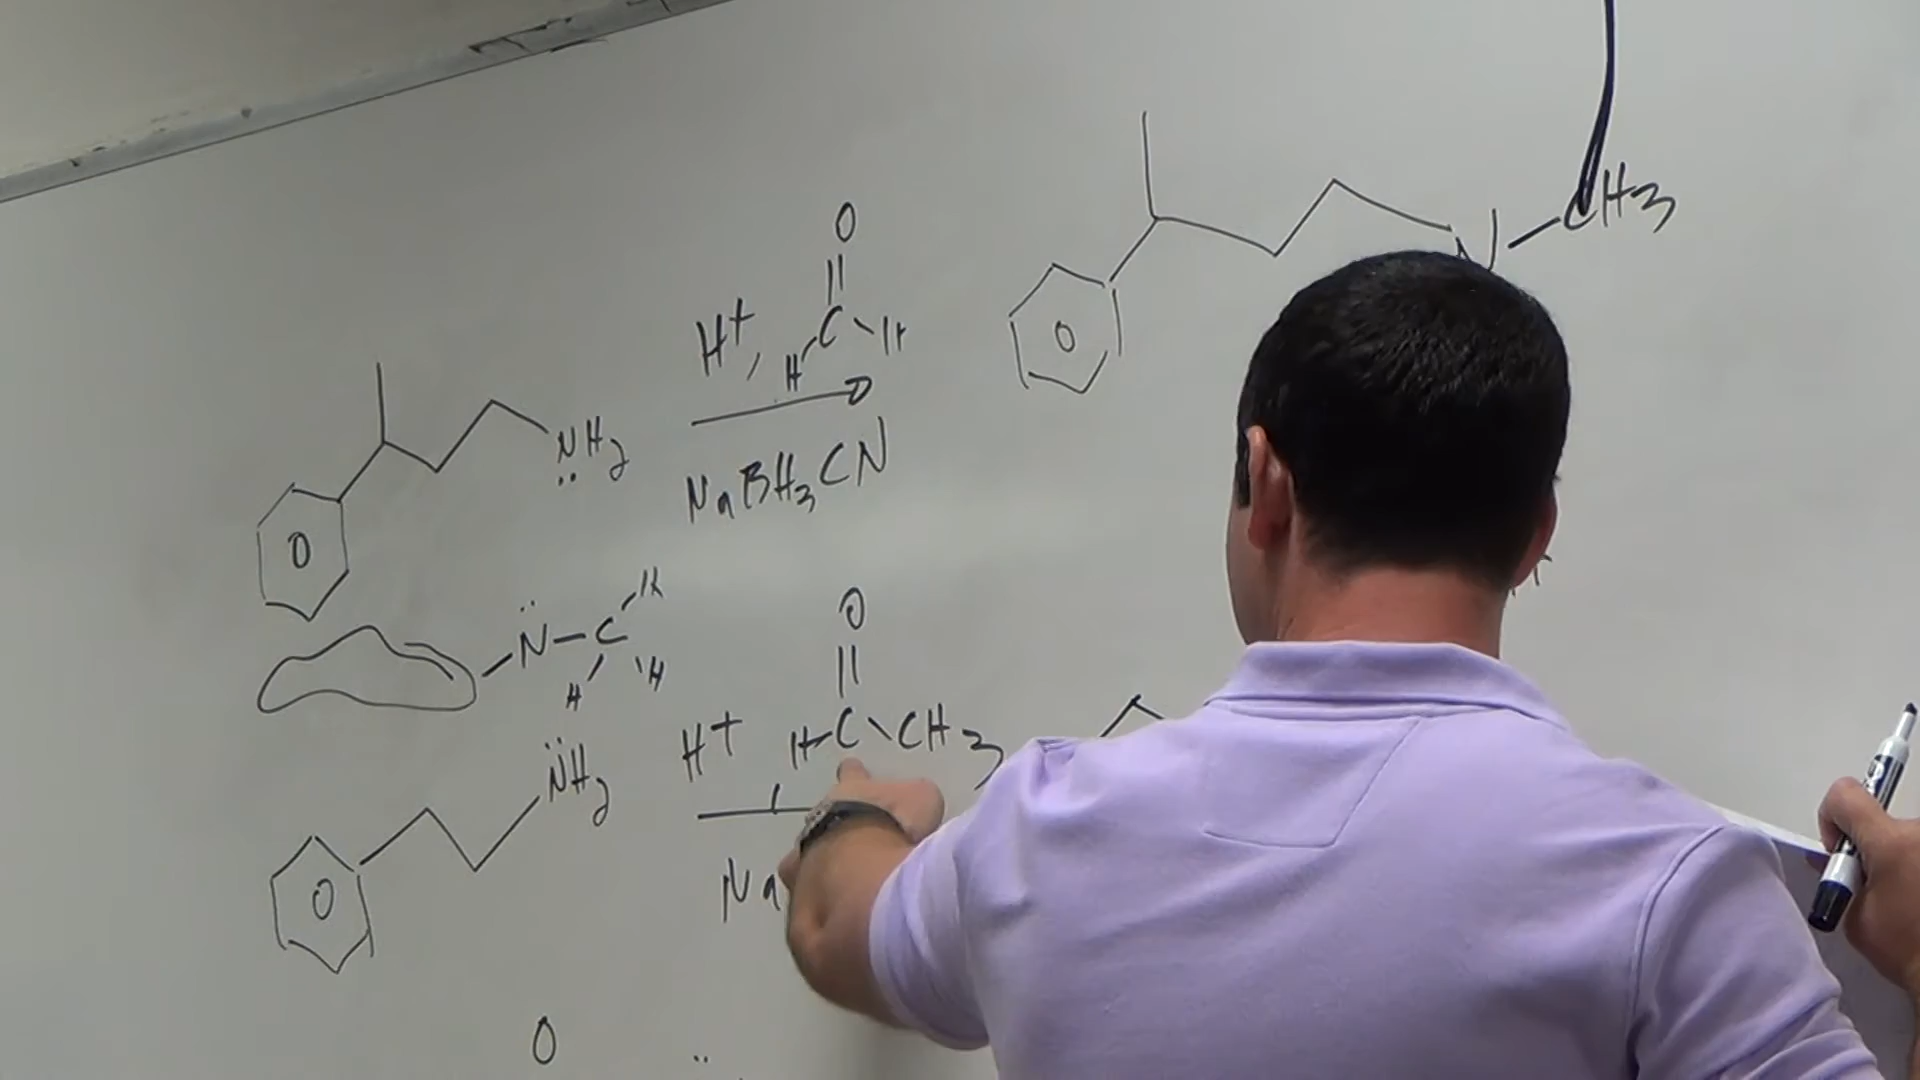 O
H+, H C H
NaBH3CN
NH2
O
N CH3
O
N C H
H H
O
H+ H C CH3
NH2
Na
O
O